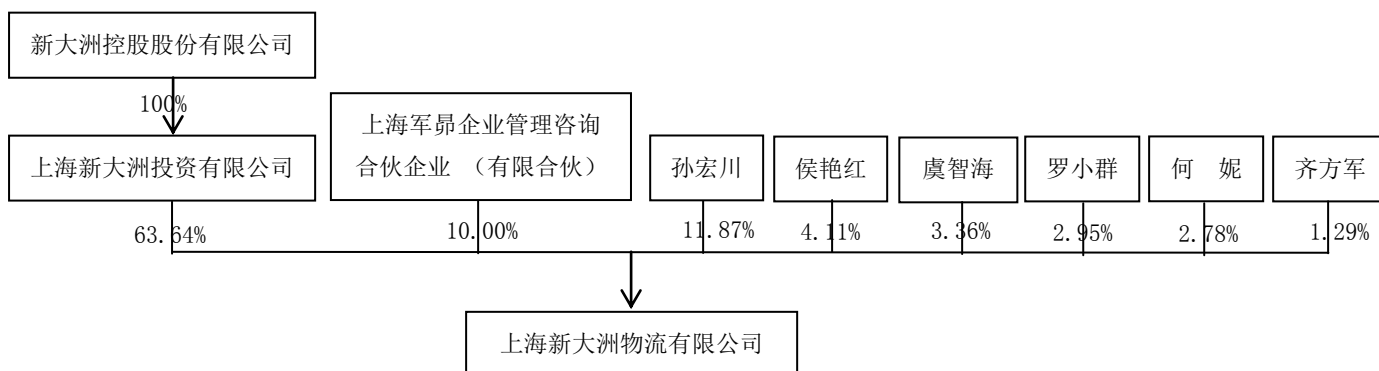 新大洲控股股份有限公司
100%
上海新大洲投资有限公司
上海军昂企业管理咨询
合伙企业 （有限合伙）
孙宏川
侯艳红
虞智海
罗小群
何 妮
齐方军
63.64%
10.00%
11.87%
4.11%
3.36%
2.95%
2.78%
1.29%
上海新大洲物流有限公司